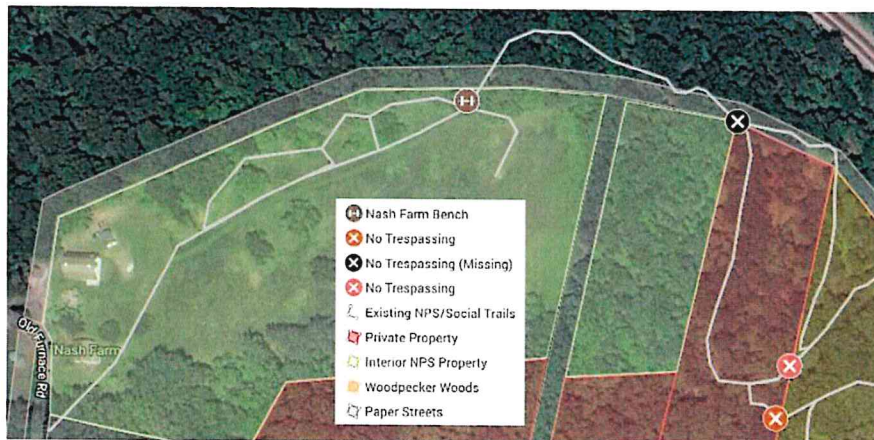 Nash Farm Bench
No Trespassing
No Trespassing (Missing)
No Trespassing
Existing NPS/Social Trails
Private Property
Interior NPS Property
Woodpecker Woods
Paper Streets
Old Furnace Rd
Nash Farm